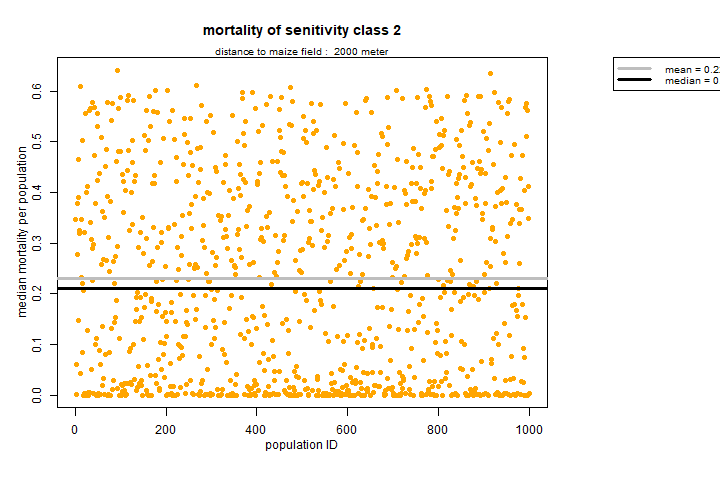 mortality of senitivity class 2
distance to maize field :  2000 meter
mean = 0.2
median = 0
median mortality per population
0.6
0.5
0.4
0.3
0.2
0.1
0.0
0 200 400 600 800 1000
population ID